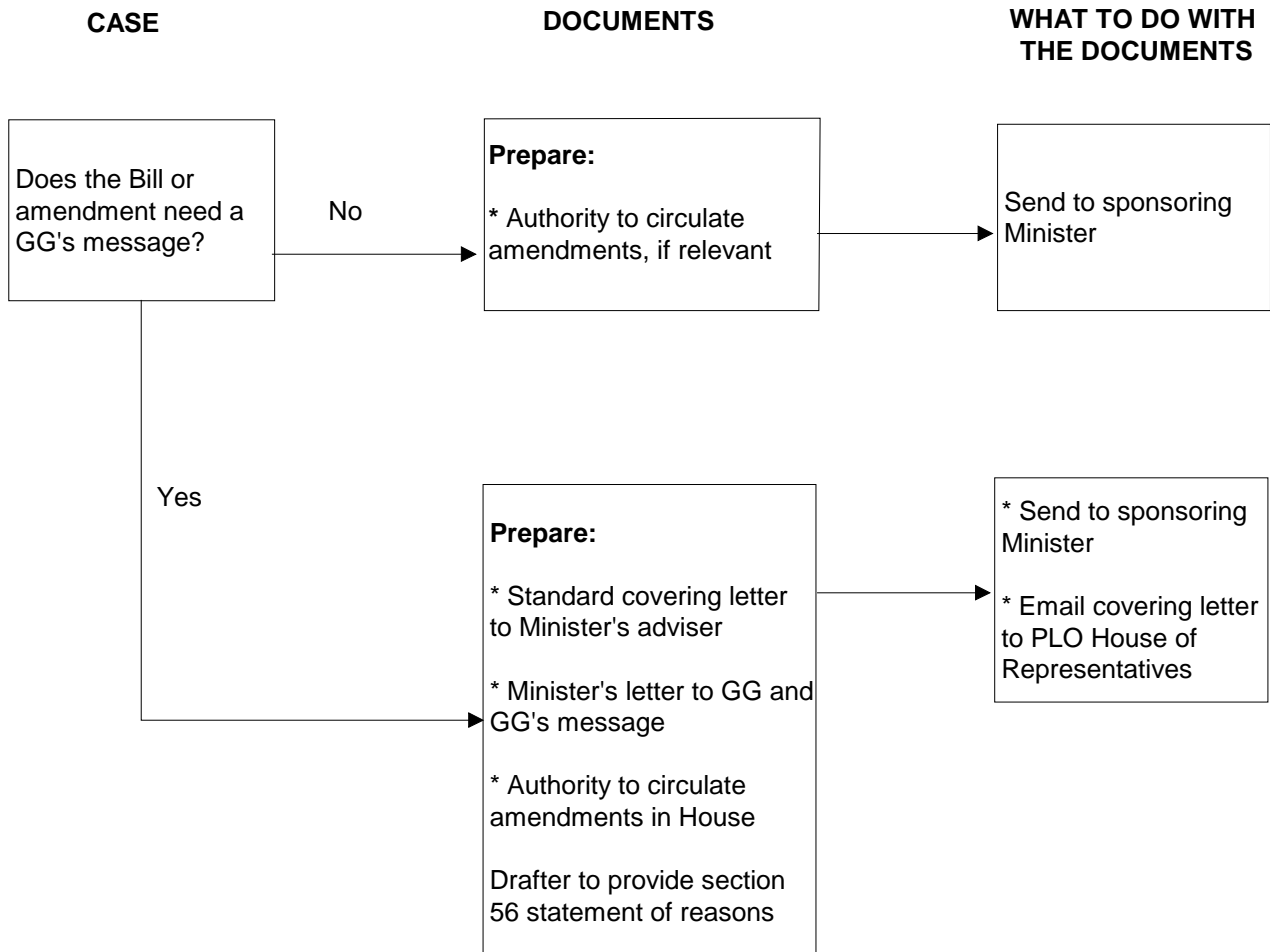 CASE
DOCUMENTS
WHAT TO DO WITH
THE DOCUMENTS
Does the Bill or
amendment need a
GG's message?
No
Prepare:
* Authority to circulate
amendments, if relevant
Send to sponsoring
Minister
Yes
Prepare:
* Standard covering letter
to Minister's adviser
* Minister's letter to GG and
GG's message
* Authority to circulate
amendments in House
Drafter to provide section
56 statement of reasons
* Send to sponsoring
Minister
* Email covering letter
to PLO House of
Representatives